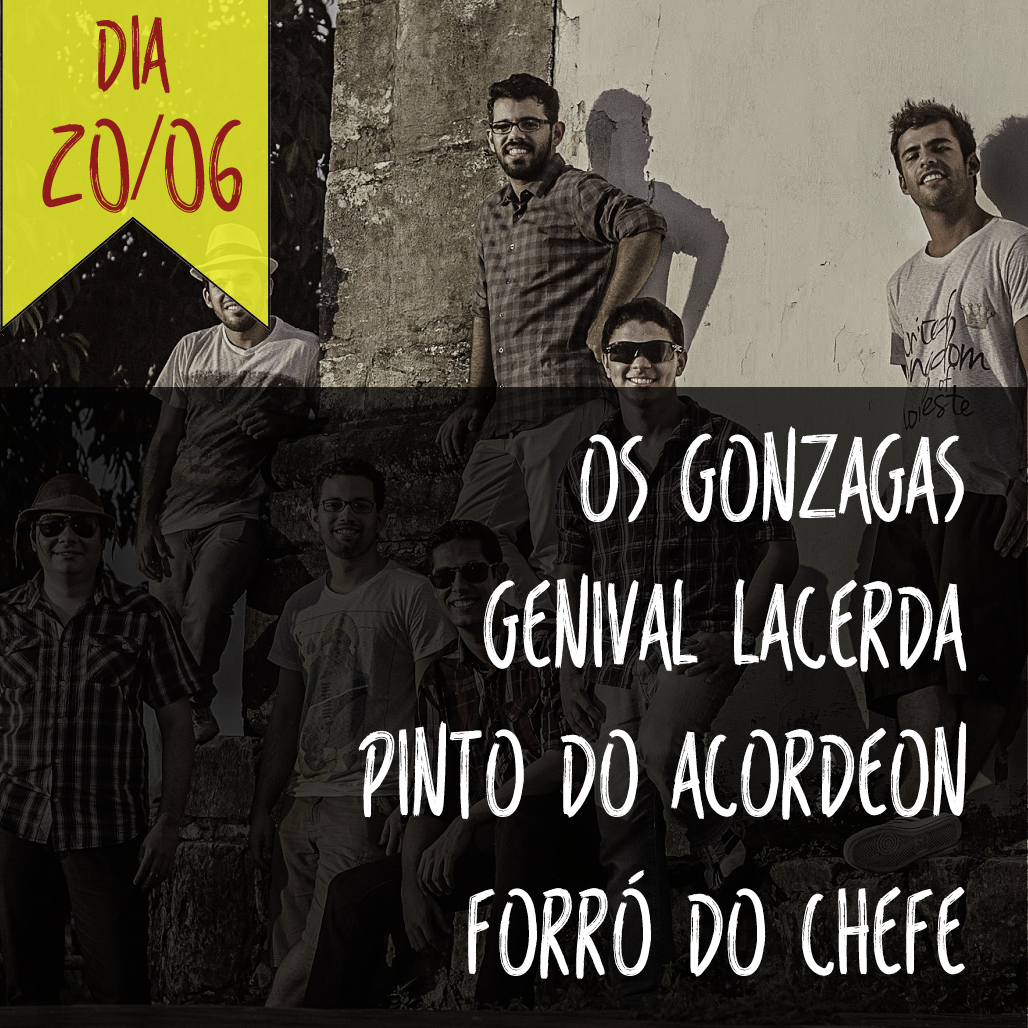 DIA
20/06
OS GONZAGAS
GENIVAL LACERDA
PINTO DO ACORDEON
FORRÓ DO CHEFE